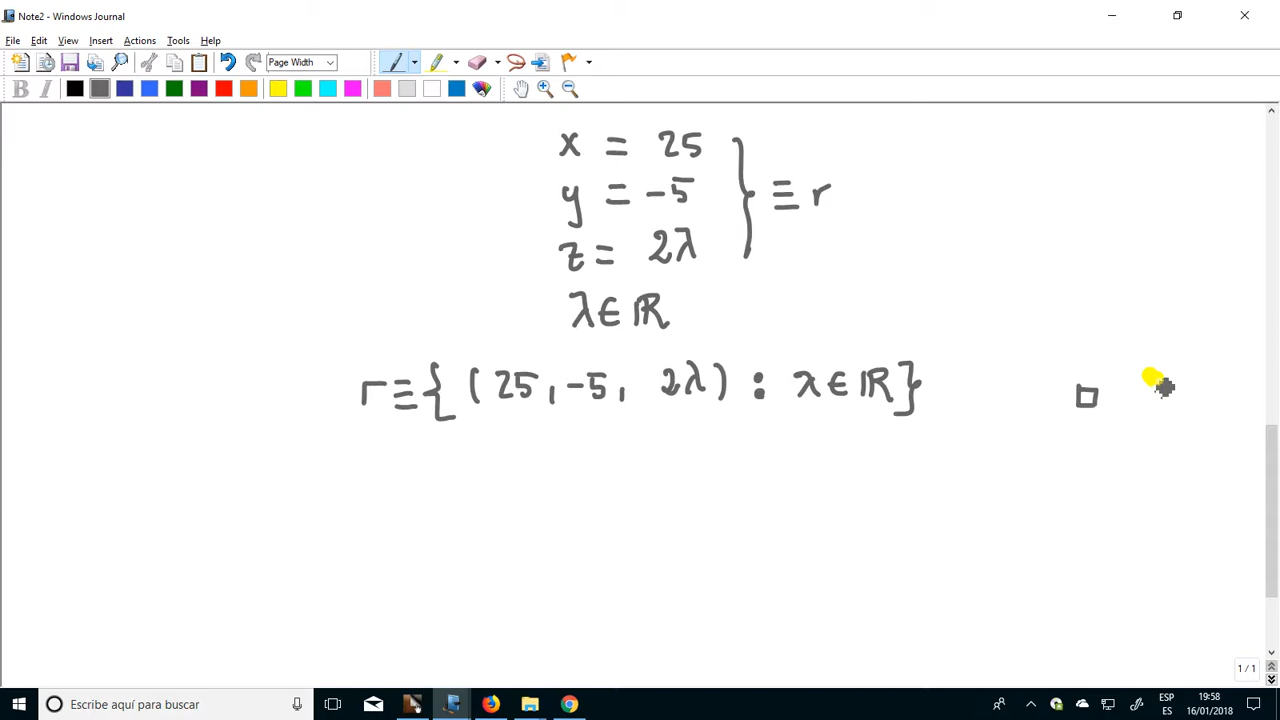 Note2 - Windows Journal
File Edit View Insert Actions Tools Help
Page Width
B I
x = 25
y = -5
z = 2λ
} ≡ r
λ ∈ ℝ
r ≡ { ( 25 , -5 , 2λ ) : λ ∈ ℝ }
1 / 1
Escribe aquí para buscar
ESP
ES
19:58
16/01/2018